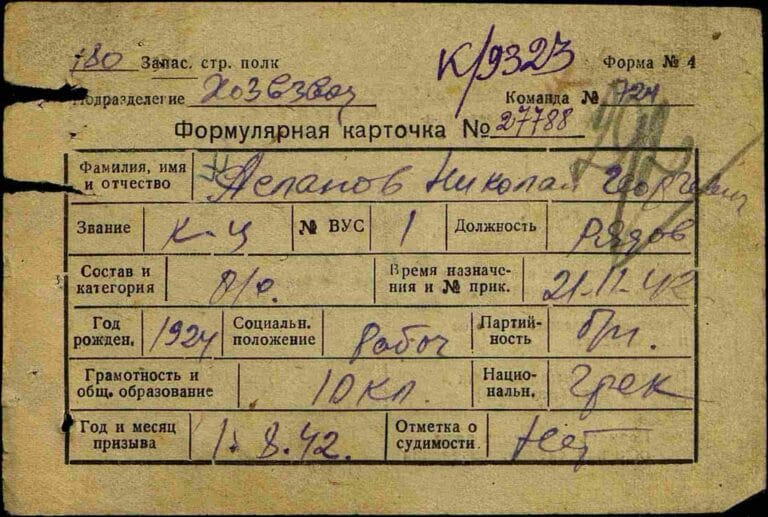 180 Запас. стр. полк К/9323 Форма № 4
Подразделение Хозвзвод Команда № 724
Формулярная карточка № 27788
Фамилия, имя и отчество Асланов Николай Георгиевич
Звание к-ц № ВУС 1 Должность Рядов
Состав и категория Р/с. Время назначения и № прик. 21-11-42
Год рожден. 1924 Социальн. положение Рабоч Партийность
Грамотность и общ. образование 10 кл. Националь. грек
Год и месяц призыва 1. 8. 42. Отметка о судимости Нет